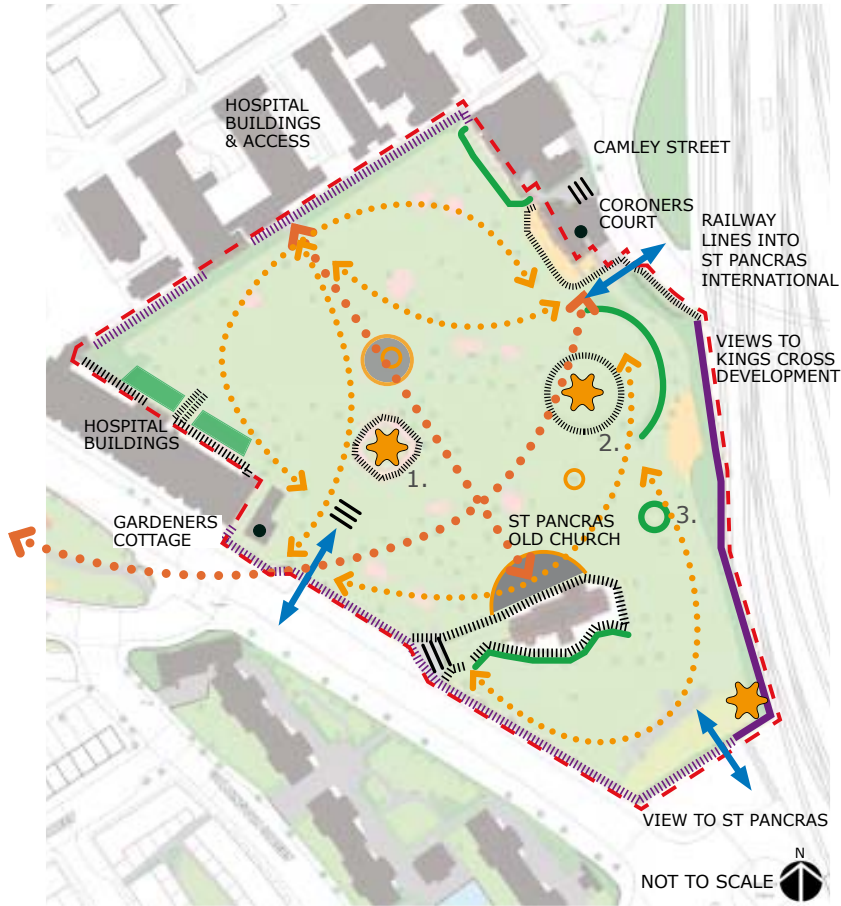 HOSPITAL
BUILDINGS
& ACCESS
CAMLEY STREET
CORONERS
COURT
RAILWAY
LINES INTO
ST PANCRAS
INTERNATIONAL
VIEWS TO
KINGS CROSS
DEVELOPMENT
HOSPITAL
BUILDINGS
1.
2.
3.
GARDENERS
COTTAGE
ST PANCRAS
OLD CHURCH
VIEW TO ST PANCRAS
N
NOT TO SCALE